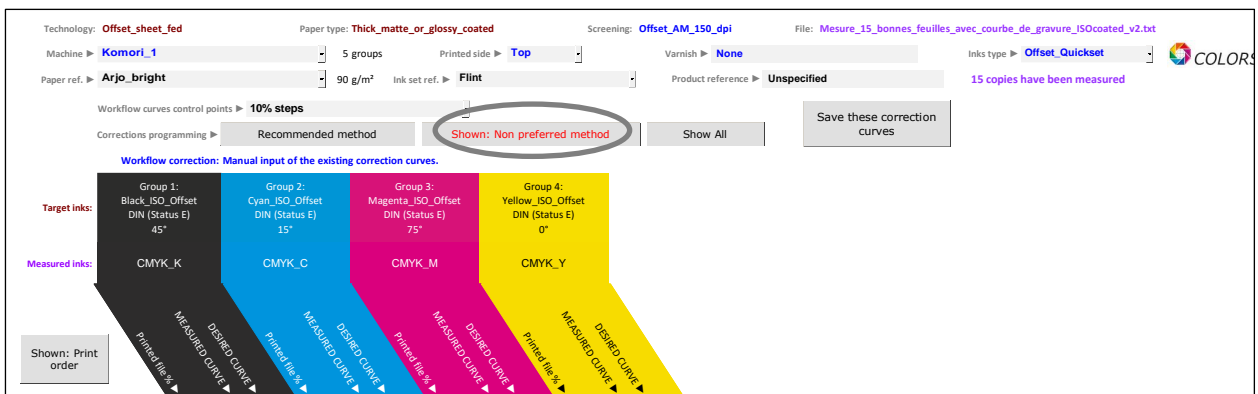 Technology: Offset_sheet_fed Paper type: Thick_matte_or_glossy_coated Screening: Offset_AM_150_dpi File: Mesure_15_bonnes_feuilles_avec_courbe_de_gravure_ISOcoated_v2.txt
Machine ▶ Komori_1 5 groups Printed side ▶ Top Varnish ▶ None Inks type ▶ Offset_Quickset COLORS
Paper ref. ▶ Arjo_bright 90 g/m² Ink set ref. ▶ Flint Product reference ▶ Unspecified 15 copies have been measured
Workflow curves control points ▶ 10% steps
Save these correction
curves
Corrections programming ▶ Recommended method Shown: Non preferred method Show All
Workflow correction: Manual input of the existing correction curves.
Target inks:
Group 1:
Black_ISO_Offset
DIN (Status E)
45°
Group 2:
Cyan_ISO_Offset
DIN (Status E)
15°
Group 3:
Magenta_ISO_Offset
DIN (Status E)
75°
Group 4:
Yellow_ISO_Offset
DIN (Status E)
0°
Measured inks: CMYK_K CMYK_C CMYK_M CMYK_Y
Shown: Print
order
Printed file % ▼
MEASURED CURVE ▼
DESIRED CURVE ▼
Printed file % ▼
MEASURED CURVE ▼
DESIRED CURVE ▼
Printed file % ▼
MEASURED CURVE ▼
DESIRED CURVE ▼
Printed file % ▼
MEASURED CURVE ▼
DESIRED CURVE ▼